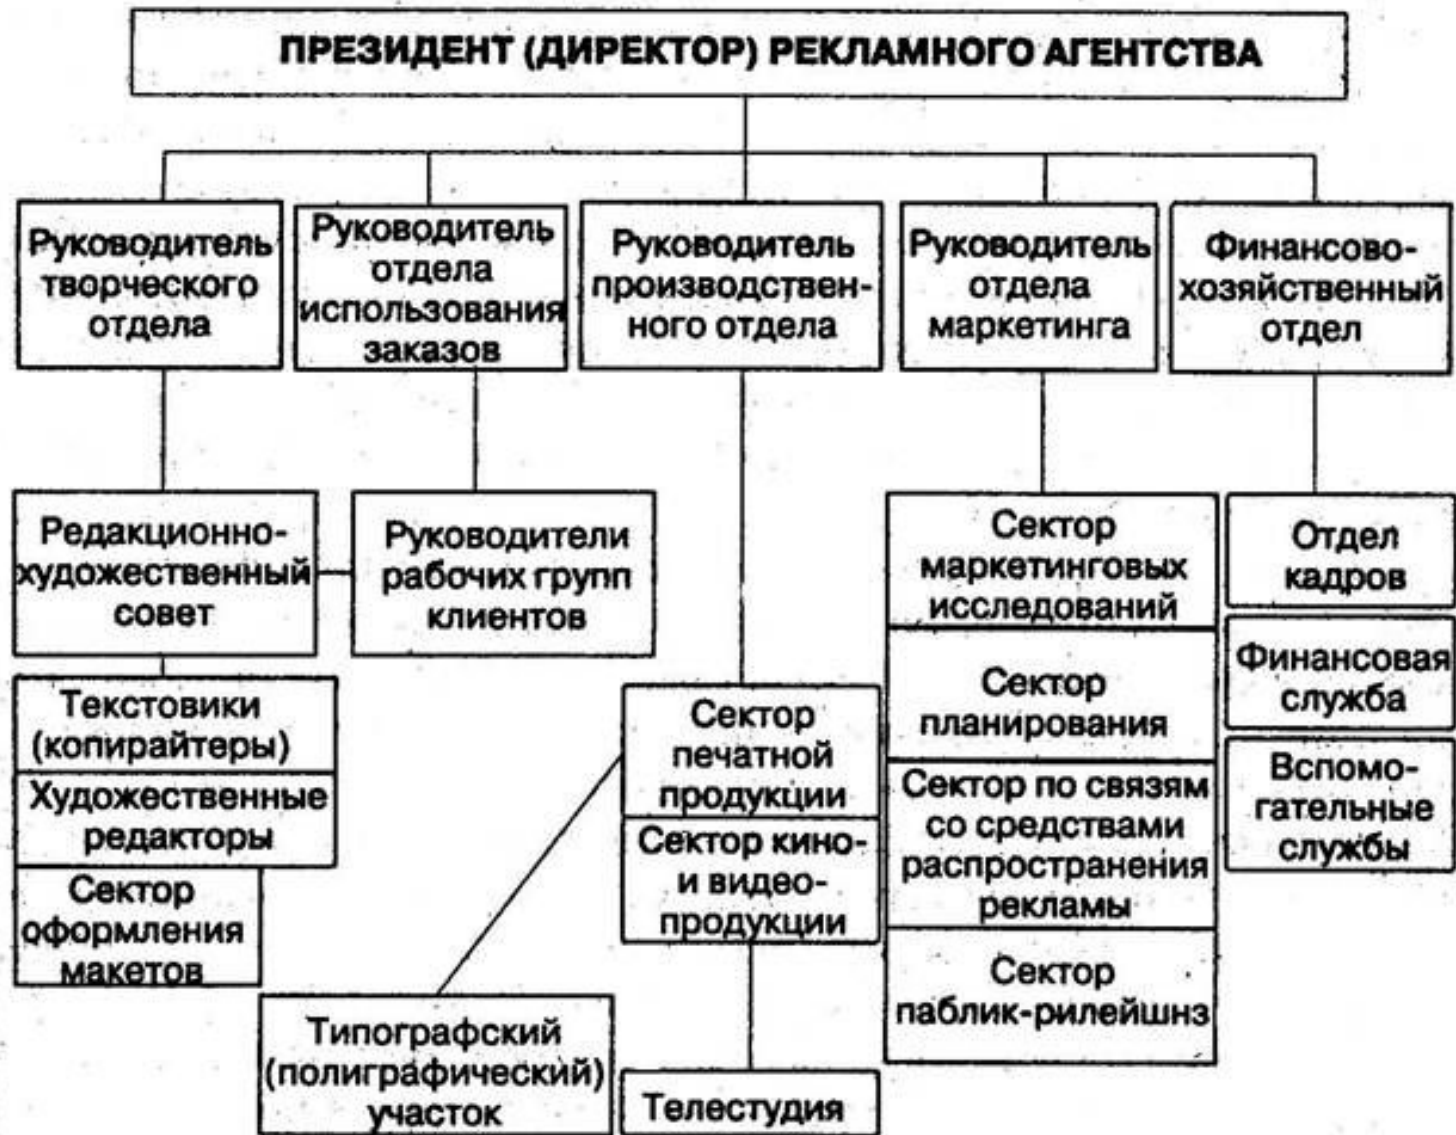 ПРЕЗИДЕНТ (ДИРЕКТОР) РЕКЛАМНОГО АГЕНТСТВА
Руководитель
творческого
отдела
Руководитель
отдела
использования
заказов
Руководитель
производствен-
ного отдела
Руководитель
отдела
маркетинга
Финансово-
хозяйственный
отдел
Редакционно-
художественный
совет
Руководители
рабочих групп
клиентов
Текстовики
(копирайтеры)
Художественные
редакторы
Сектор
оформления
макетов
Сектор
печатной
продукции
Сектор кино-
и видео-
продукции
Типографский
(полиграфический)
участок
Телестудия
Сектор
маркетинговых
исследований
Сектор
планирования
Сектор по связям
со средствами
распространения
рекламы
Сектор
паблик-рилейшнз
Отдел
кадров
Финансовая
служба
Вспомо-
гательные
службы